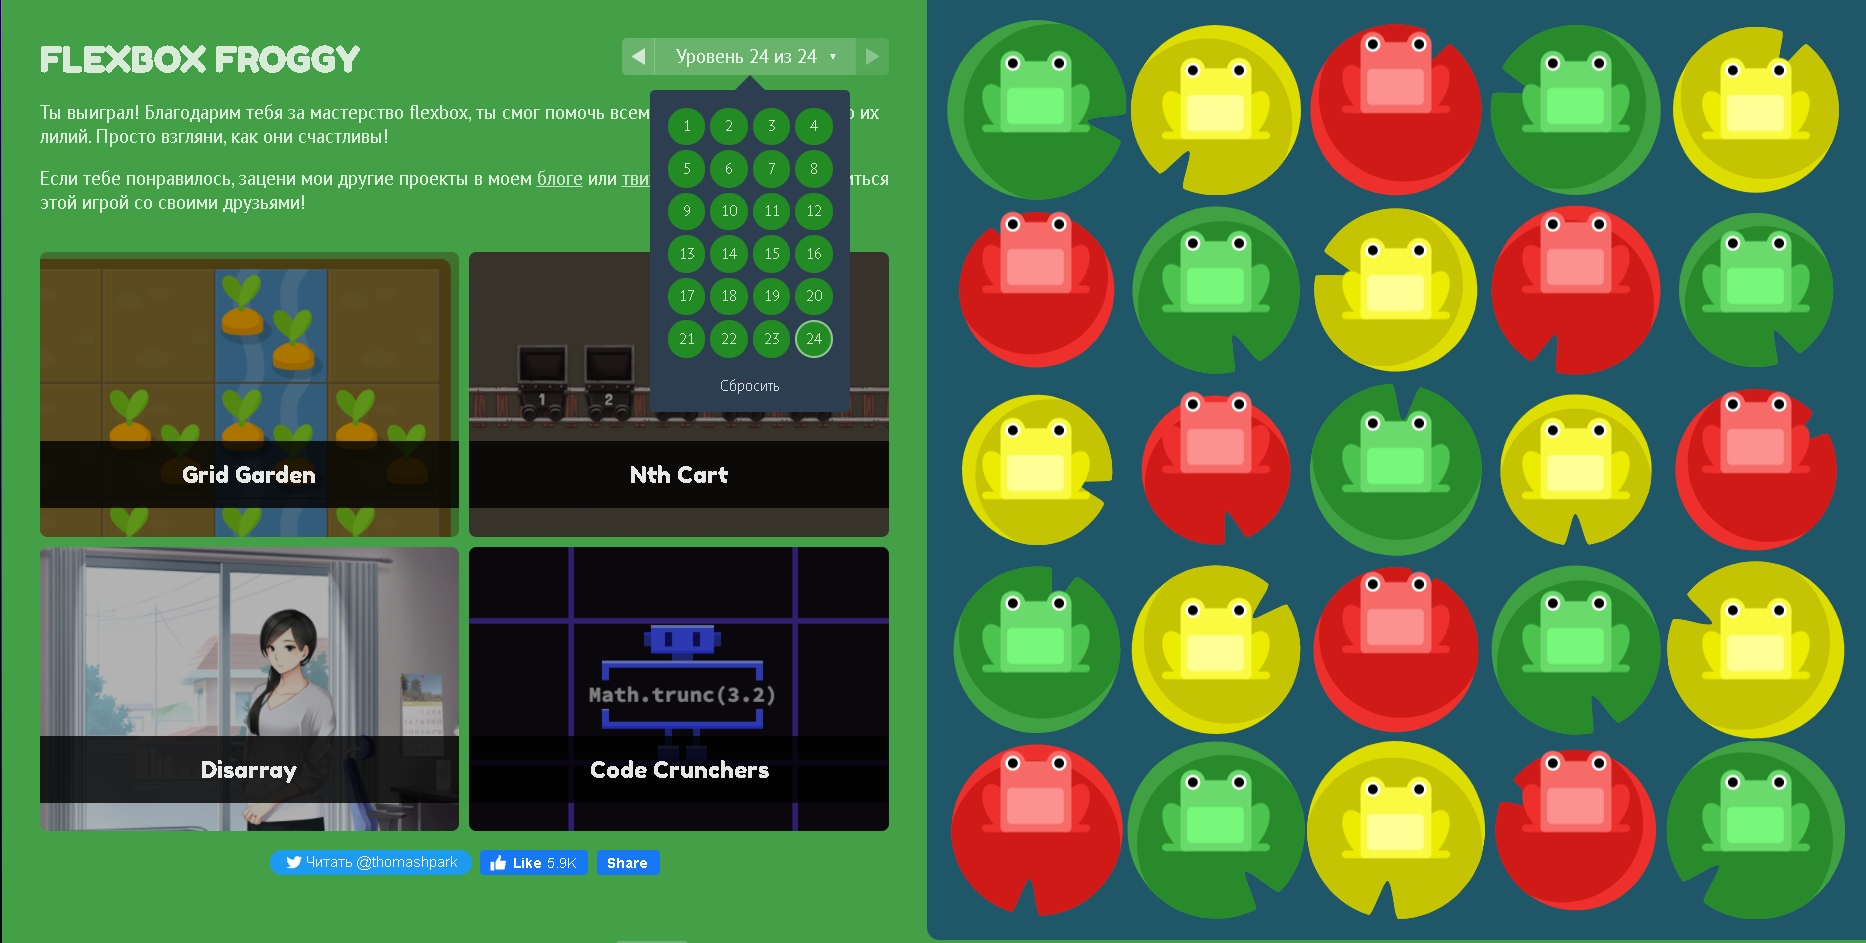 FLEXBOX FROGGY
Уровень 24 из 24
Ты выиграл! Благодарим тебя за мастерство flexbox, ты смог помочь всем их
лилий. Просто взгляни, как они счастливы!
Если тебе понравилось, зацени мои другие проекты в моем блоге или
этой игрой со своими друзьями!
1 2 3 4
5 6 7 8
9 10 11 12
13 14 15 16
17 18 19 20
21 22 23 24
Сбросить
1 2
Grid Garden
Nth Cart
Math.trunc(3.2)
Disarray
Code Crunchers
Читать @thomashpark
Like 5.9K
Share